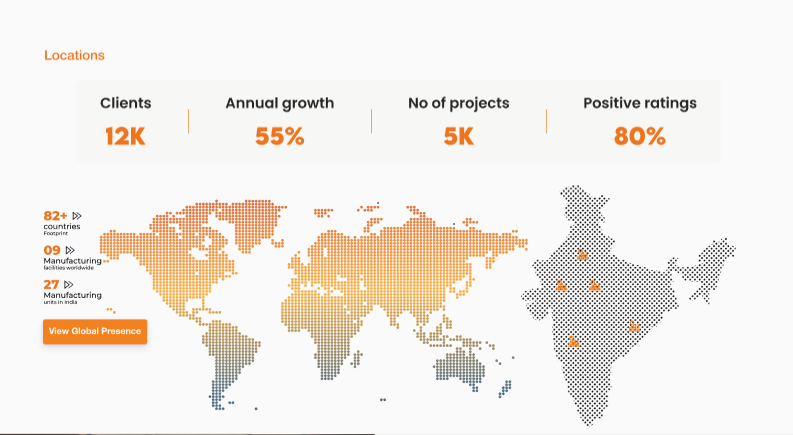 Locations
Clients
Annual growth
No of projects
Positive ratings
12K
55%
5K
80%
82+
countries
Footprint
09
Manufacturing
facilities worldwide
27
Manufacturing
units in India
View Global Presence